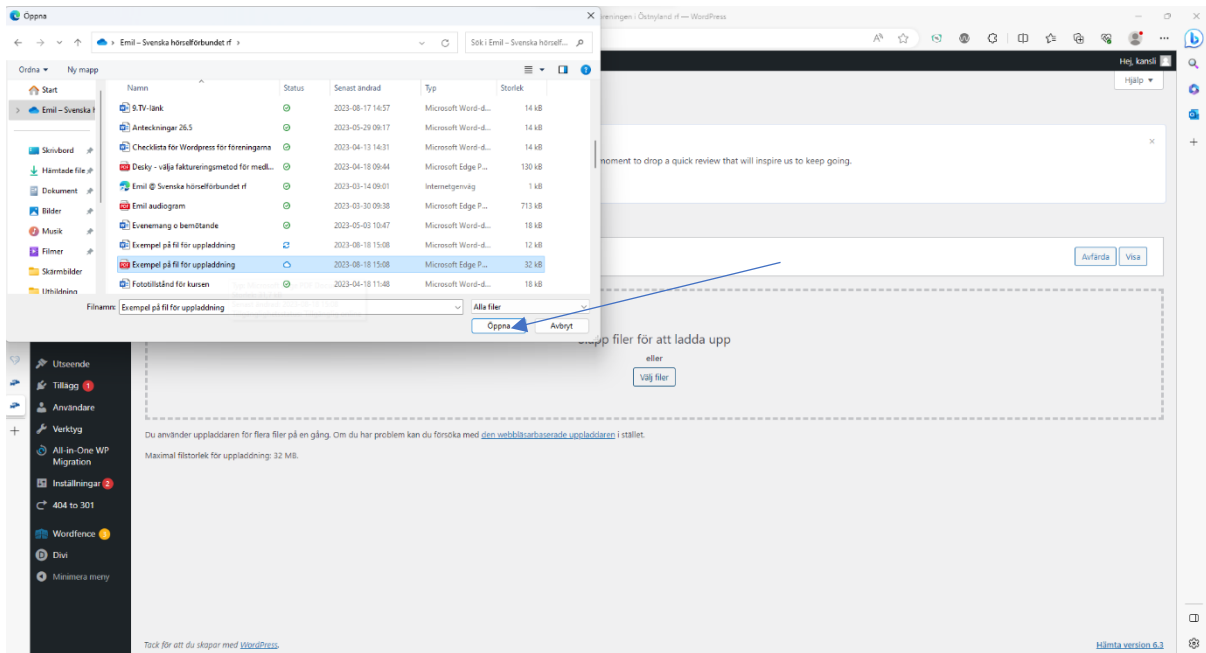 Öppna
eningen i Östnyland rf — WordPress
Emil – Svenska hörselförbundet rf
Sök i Emil – Svenska hörself...
Ordna
Ny mapp
Hej, kansli
Hjälp
Start
Emil – Svenska h
Skrivbord
Hämtade filer
Dokument
Bilder
Musik
Filmer
Skärmbilder
Utbildning
Namn Status Senast ändrad Typ Storlek
9.TV-länk 2023-08-17 14:57 Microsoft Word-d... 14 kB
Anteckningar 26.5 2023-05-29 09:17 Microsoft Word-d... 14 kB
Checklista för Wordpress för föreningarna 2023-04-13 14:31 Microsoft Word-d... 14 kB
Desky - välja faktureringsmetod för medl... 2023-04-18 09:44 Microsoft Edge P... 130 kB
Emil @ Svenska hörselförbundet rf 2023-03-14 09:01 Internetgenväg 1 kB
Emil audiogram 2023-03-30 09:38 Microsoft Edge P... 713 kB
Evenemang o bemötande 2023-05-03 10:47 Microsoft Word-d... 18 kB
Exempel på fil för uppladdning 2023-08-18 15:08 Microsoft Word-d... 12 kB
Exempel på fil för uppladdning 2023-08-18 15:08 Microsoft Edge P... 32 kB
Fototillstånd för kursen 2023-04-18 11:48 Microsoft Word-d... 18 kB
Filnamn: Exempel på fil för uppladdning
Alla filer
Öppna
Avbryt
moment to drop a quick review that will inspire us to keep going.
Avfärda
Visa
filer för att ladda upp
eller
Välj filer
Du använder uppladdaren för flera filer på en gång. Om du har problem kan du försöka med den webbläsarbaserade uppladdaren i stället.
Maximal filstorlek för uppladdning: 32 MB.
Utseende
Tillägg 1
Användare
Verktyg
All-in-One WP
Migration
Inställningar 2
404 to 301
Wordfence 3
Divi
Minimera meny
Tack för att du skapar med WordPress.
Hämta version 6.3